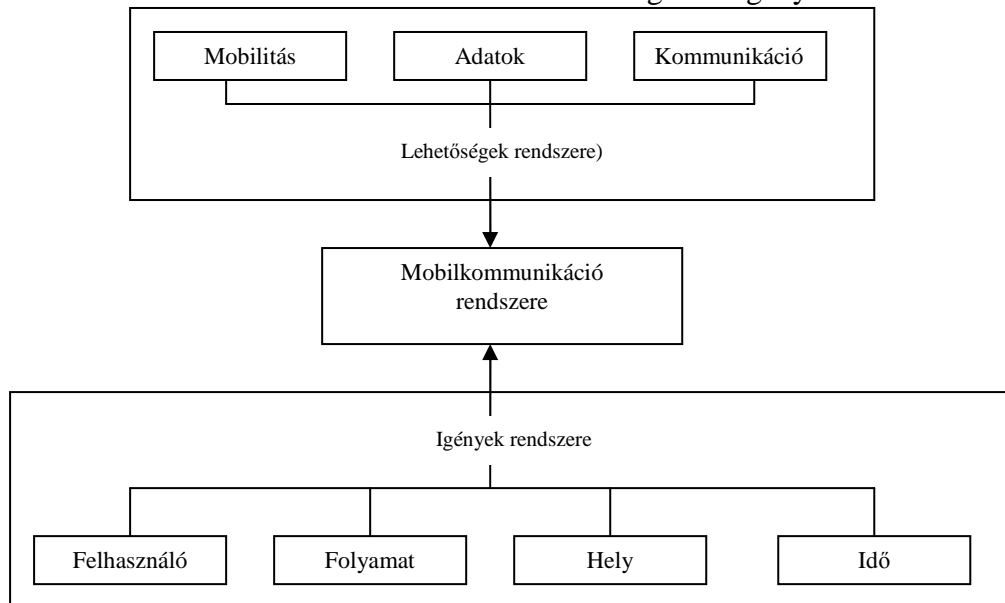 Mobilitás
Adatok
Kommunikáció
Lehetőségek rendszere)
Mobilkommunikáció
rendszere
Igények rendszere
Felhasználó
Folyamat
Hely
Idő